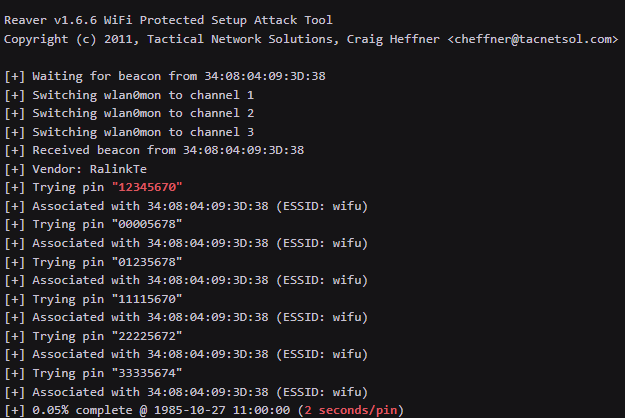 Reaver v1.6.6 WiFi Protected Setup Attack Tool
Copyright (c) 2011, Tactical Network Solutions, Craig Heffner <cheffner@tacnetsol.com>
[+] Waiting for beacon from 34:08:04:09:3D:38
[+] Switching wlan0mon to channel 1
[+] Switching wlan0mon to channel 2
[+] Switching wlan0mon to channel 3
[+] Received beacon from 34:08:04:09:3D:38
[+] Vendor: RalinkTe
[+] Trying pin "12345670"
[+] Associated with 34:08:04:09:3D:38 (ESSID: wifu)
[+] Trying pin "00005678"
[+] Associated with 34:08:04:09:3D:38 (ESSID: wifu)
[+] Trying pin "01235678"
[+] Associated with 34:08:04:09:3D:38 (ESSID: wifu)
[+] Trying pin "11115670"
[+] Associated with 34:08:04:09:3D:38 (ESSID: wifu)
[+] Trying pin "22225672"
[+] Associated with 34:08:04:09:3D:38 (ESSID: wifu)
[+] Trying pin "33335674"
[+] Associated with 34:08:04:09:3D:38 (ESSID: wifu)
[+] 0.05% complete @ 1985-10-27 11:00:00 (2 seconds/pin)